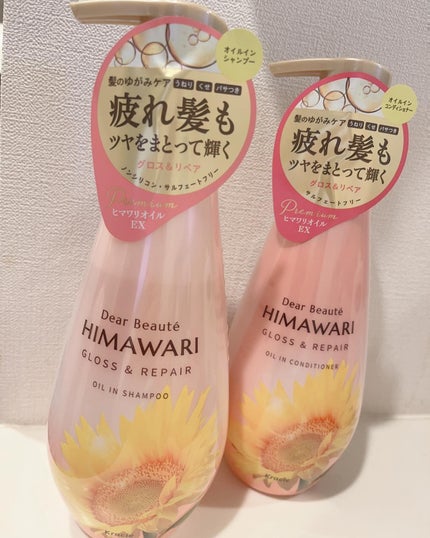 オイルイン
シャンプー
髪のゆがみケア うねり くせ パサつき
疲れ髪も
ツヤをまとって輝く
グロス&リペア
ノンシリコン・サルフェートフリー
Premium
ヒマワリオイル
EX
Dear Beauté
HIMAWARI
GLOSS & REPAIR
OIL IN SHAMPOO
Kracie
オイルイン
コンディショナー
髪のゆがみケア うねり くせ パサつき
疲れ髪も
ツヤをまとって輝く
グロス&リペア
サルフェートフリー
Premium
ヒマワリオイル
EX
Dear Beauté
HIMAWARI
GLOSS & REPAIR
OIL IN CONDITIONER
Kracie